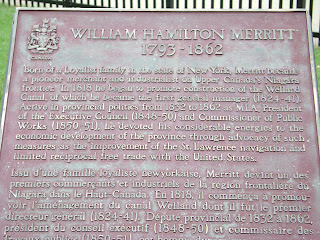 WILLIAM HAMILTON MERRITT
1793-1862
Born of a Loyalist family in the state of New York, Merritt became
a pioneer merchant and industrialist on Upper Canada's Niagara
frontier. In 1818 he began to promote construction of the Welland
Canal, of which he became the first general manager (1824-41).
Active in provincial politics from 1832 to 1862 as M.L.A., President
of the Executive Council (1848-50) and Commissioner of Public
Works (1850-51), he devoted his considerable energies to the
economic development of the province through advocacy of such
measures as the improvement of the St. Lawrence navigation and
limited reciprocal free trade with the United States.
Issu d'une famille loyaliste newyorkaise, Merritt devint un des
premiers commerçants et industriels de la région frontalière du
Niagara, dans le Haut-Canada. En 1818, il commença à promou-
voir l'aménagement du canal Welland dont il fut le premier
directeur général (1824-41). Député provincial de 1832 à 1862,
président du conseil exécutif (1848-50) et commissaire des